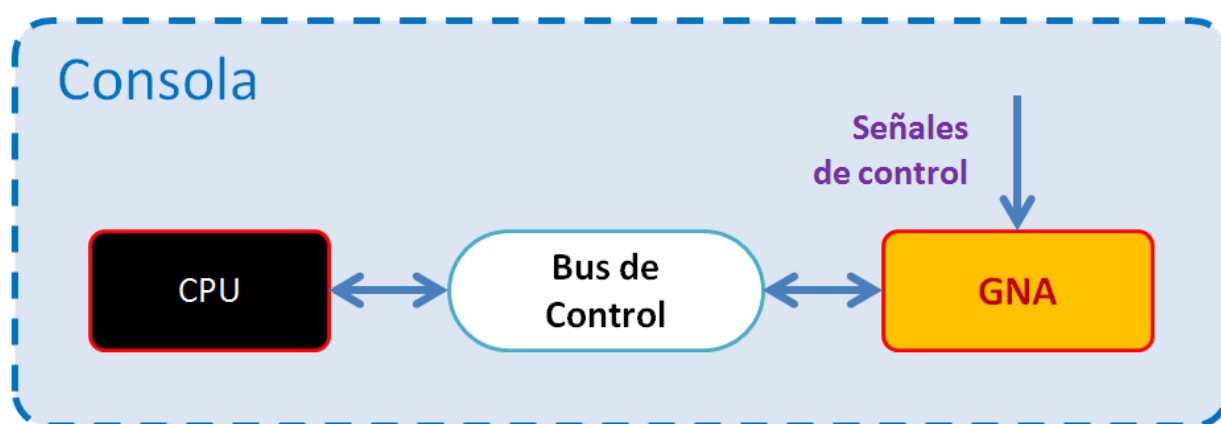 Consola
Señales
de control
CPU
Bus de
Control
GNA